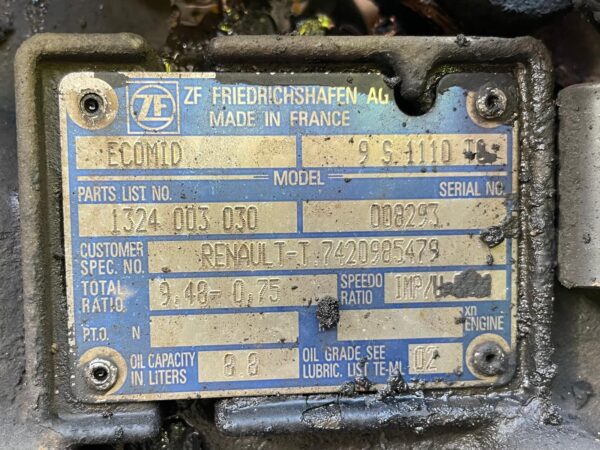 ZF ZF FRIEDRICHSHAFEN AG
MADE IN FRANCE
ECOMID 9 S 1110
MODEL
PARTS LIST NO. SERIAL NO.
1324 003 030 008293
CUSTOMER SPEC. NO. RENAULT-T 7420985479
TOTAL RATIO 9,48- 0,75 SPEEDO RATIO IMP/
P.T.O. N xn ENGINE
OIL CAPACITY IN LITERS 8.8 OIL GRADE SEE LUBRIC. LIST TE-ML 02